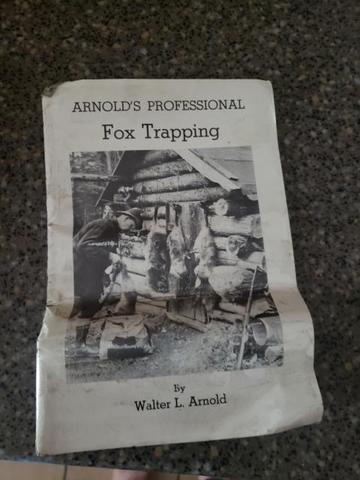 ARNOLD'S PROFESSIONAL
Fox Trapping
By
Walter L. Arnold